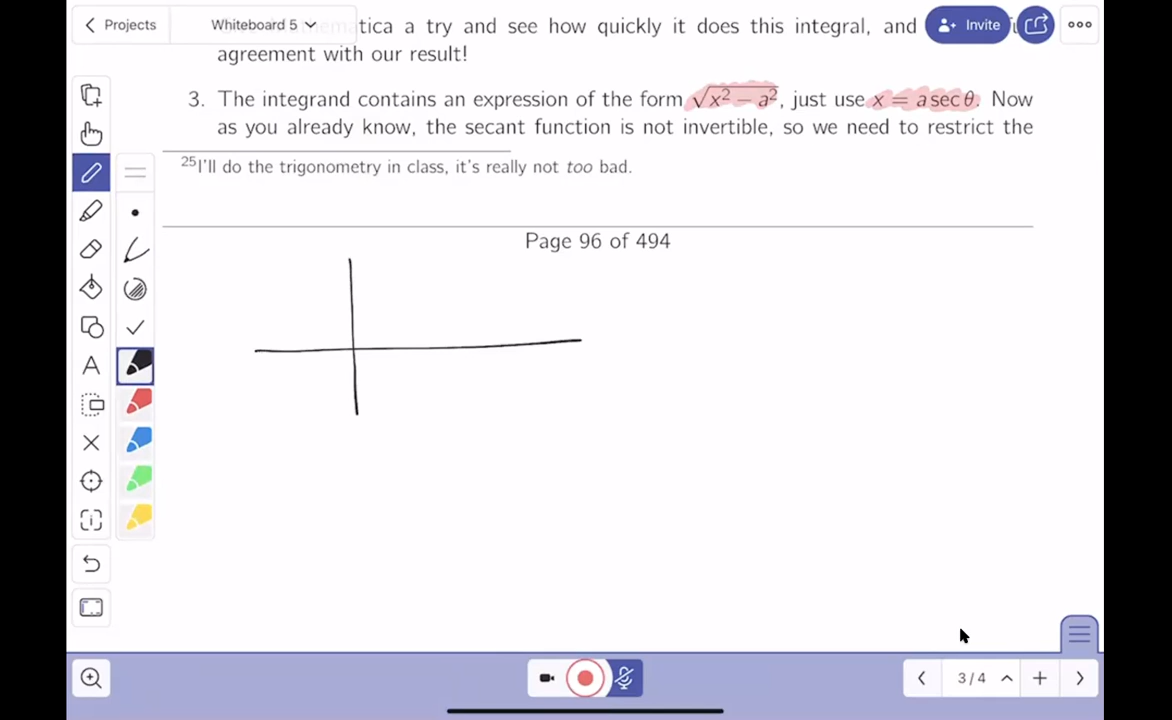 Projects
Whiteboard 5
tica a try and see how quickly it does this integral, and
Invite
agreement with our result!
3. The integrand contains an expression of the form √x² − a², just use x = a sec θ. Now
as you already know, the secant function is not invertible, so we need to restrict the
25I'll do the trigonometry in class, it's really not too bad.
Page 96 of 494
A
3/4